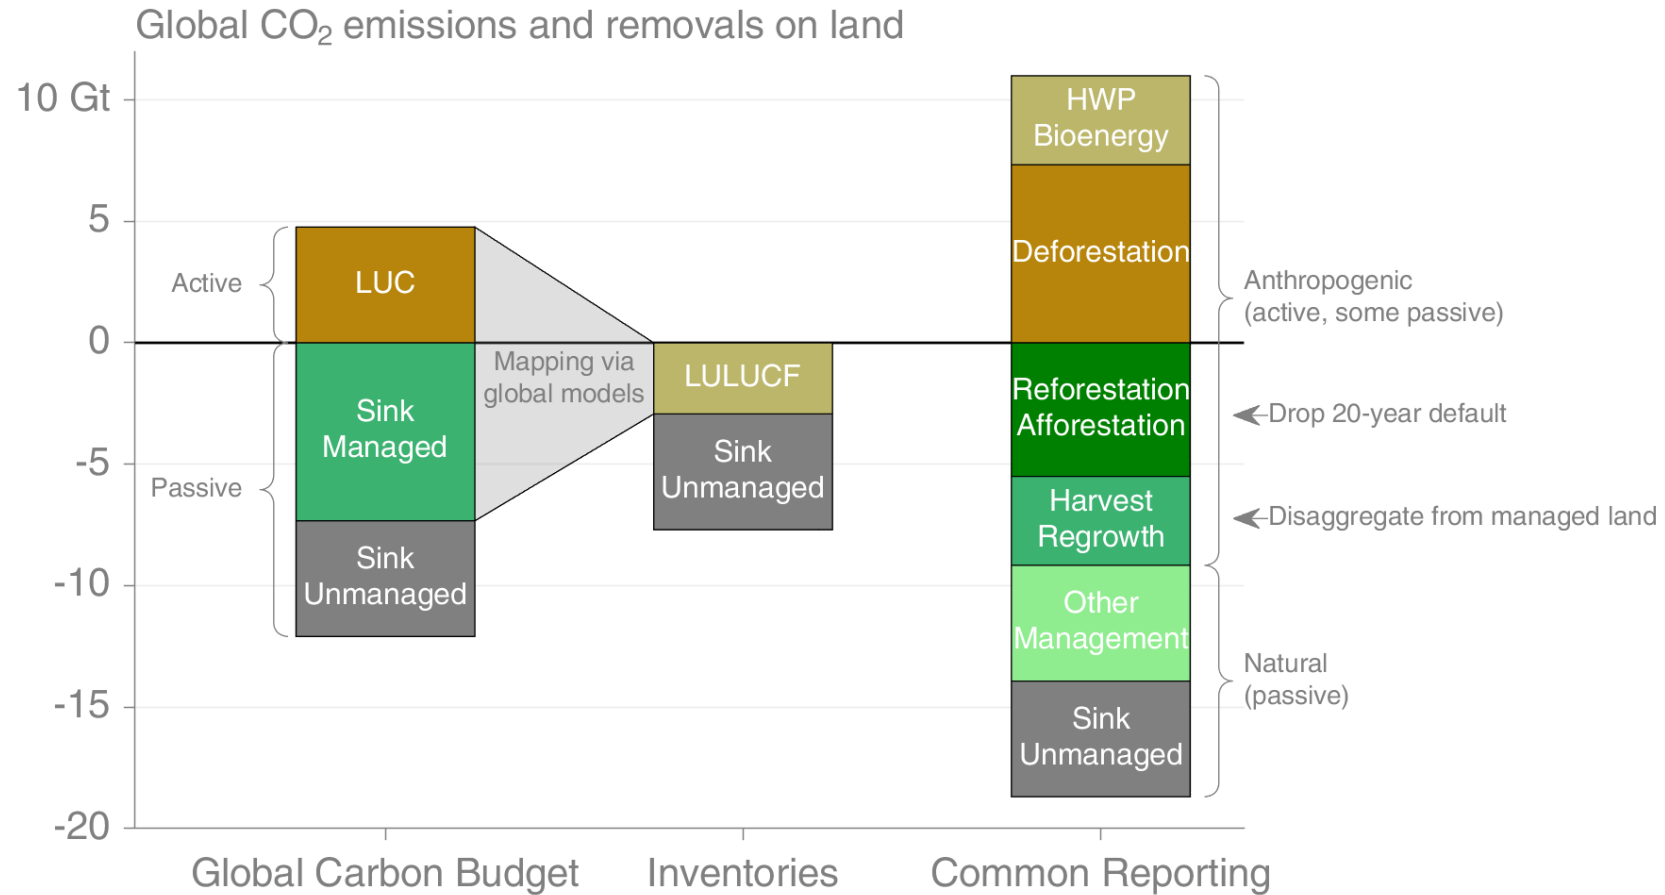 Global CO₂ emissions and removals on land
10 Gt
5
0
-5
-10
-15
-20
Active
Passive
LUC
Sink
Managed
Sink
Unmanaged
Mapping via
global models
LULUCF
Sink
Unmanaged
HWP
Bioenergy
Deforestation
Reforestation
Afforestation
Harvest
Regrowth
Other
Management
Sink
Unmanaged
Anthropogenic
(active, some passive)
Drop 20-year default
Disaggregate from managed land
Natural
(passive)
Global Carbon Budget
Inventories
Common Reporting